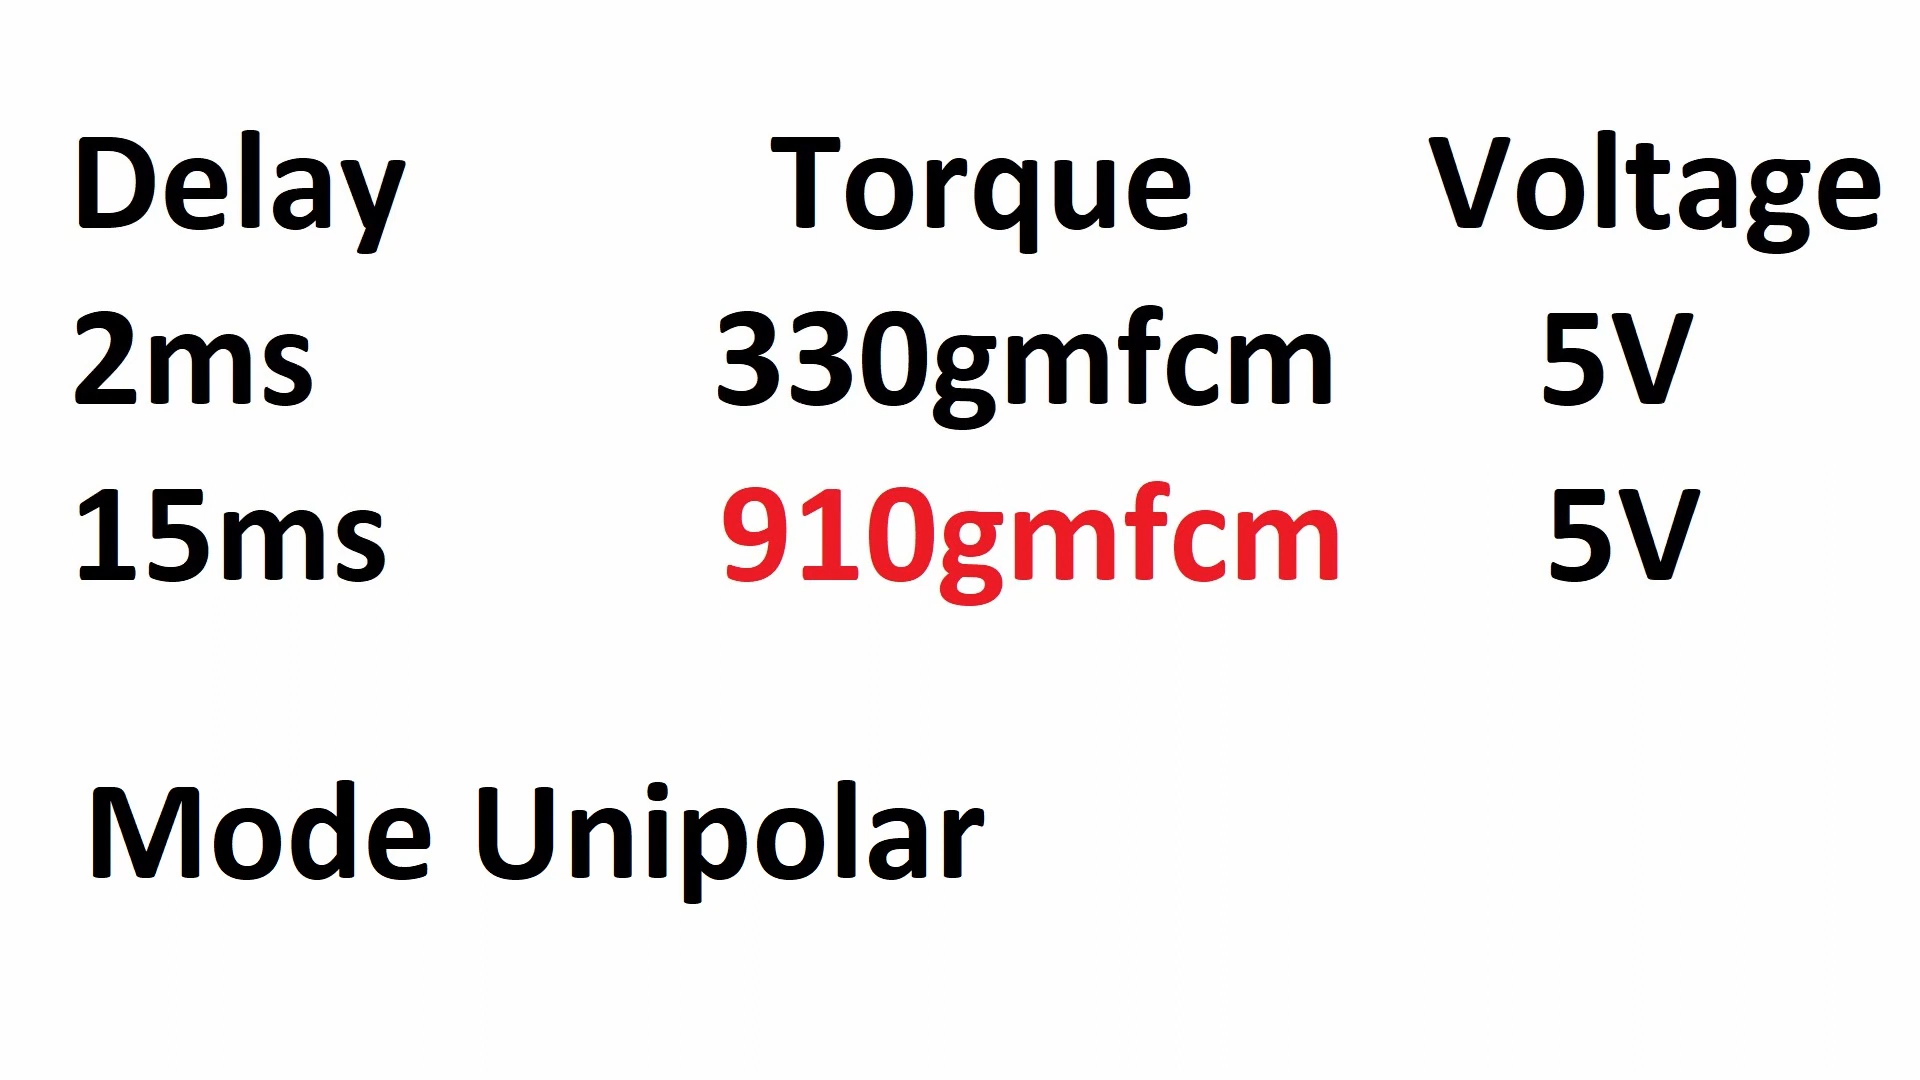 Delay Torque Voltage
2ms 330gmfcm 5V
15ms 910gmfcm 5V
Mode Unipolar